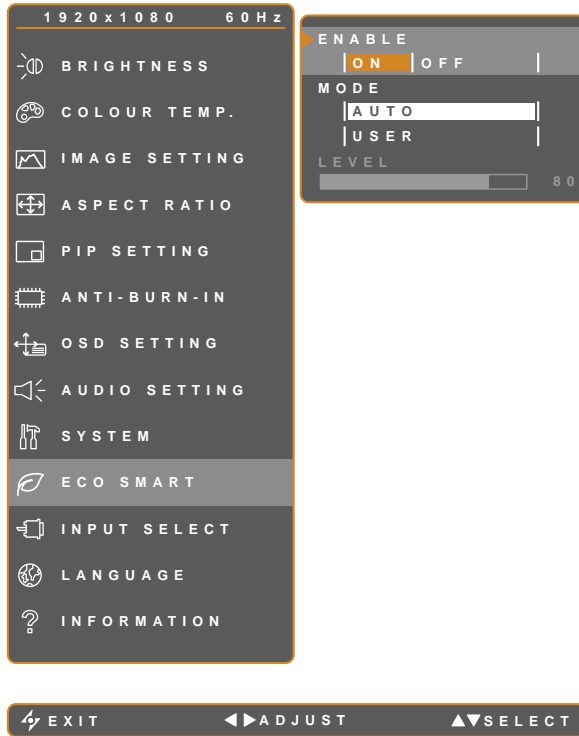 1920x1080 60Hz
BRIGHTNESS
COLOUR TEMP.
IMAGE SETTING
ASPECT RATIO
PIP SETTING
ANTI-BURN-IN
OSD SETTING
AUDIO SETTING
SYSTEM
ECO SMART
INPUT SELECT
LANGUAGE
INFORMATION
ENABLE
ON OFF
MODE
AUTO
USER
LEVEL
80
EXIT ◀▶ADJUST ▲▼SELECT